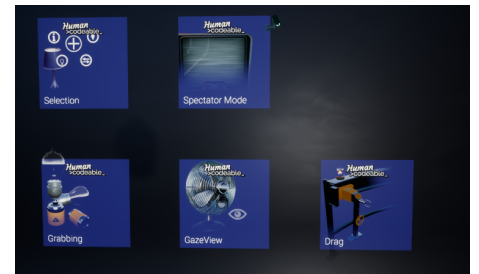 Human
>codeable_
Selection
Human
>codeable_
Spectator Mode
Human
>codeable_
Grabbing
Human
>codeable_
GazeView
Human
>codeable_
Drag